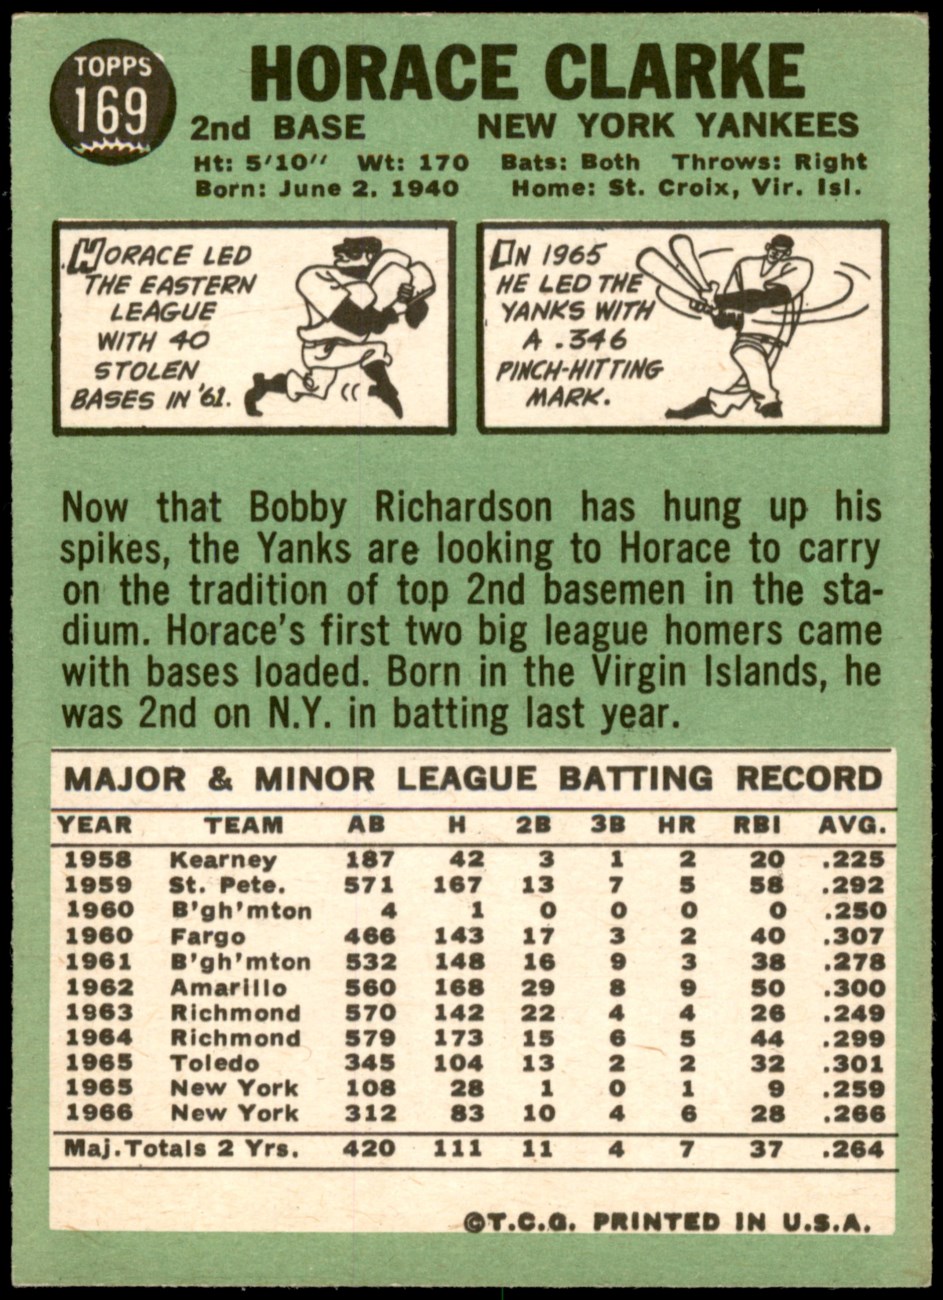 TOPPS
169
HORACE CLARKE
2nd BASE NEW YORK YANKEES
Ht: 5'10" Wt: 170 Bats: Both Throws: Right
Born: June 2, 1940 Home: St. Croix, Vir. Isl.
HORACE LED
THE EASTERN
LEAGUE
WITH 40
STOLEN
BASES IN '61.
IN 1965
HE LED THE
YANKS WITH
A .346
PINCH-HITTING
MARK.
Now that Bobby Richardson has hung up his
spikes, the Yanks are looking to Horace to carry
on the tradition of top 2nd basemen in the sta-
dium. Horace's first two big league homers came
with bases loaded. Born in the Virgin Islands, he
was 2nd on N.Y. in batting last year.
MAJOR & MINOR LEAGUE BATTING RECORD
YEAR TEAM AB H 2B 3B HR RBI AVG.
1958 Kearney 187 42 3 1 2 20 .225
1959 St. Pete. 571 167 13 7 5 58 .292
1960 B'gh'mton 4 1 0 0 0 0 .250
1960 Fargo 466 143 17 3 2 40 .307
1961 B'gh'mton 532 148 16 9 3 38 .278
1962 Amarillo 560 168 29 8 9 50 .300
1963 Richmond 570 142 22 4 4 26 .249
1964 Richmond 579 173 15 6 5 44 .299
1965 Toledo 345 104 13 2 2 32 .301
1965 New York 108 28 1 0 1 9 .259
1966 New York 312 83 10 4 6 28 .266
Maj. Totals 2 Yrs. 420 111 11 4 7 37 .264
©T.C.G. PRINTED IN U.S.A.